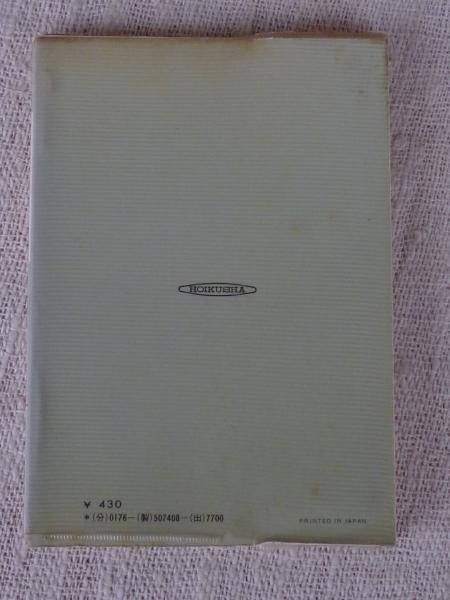 HOIKUSHA
¥ 430
*(分)0176—(製)507408—(出)7700
PRINTED IN JAPAN